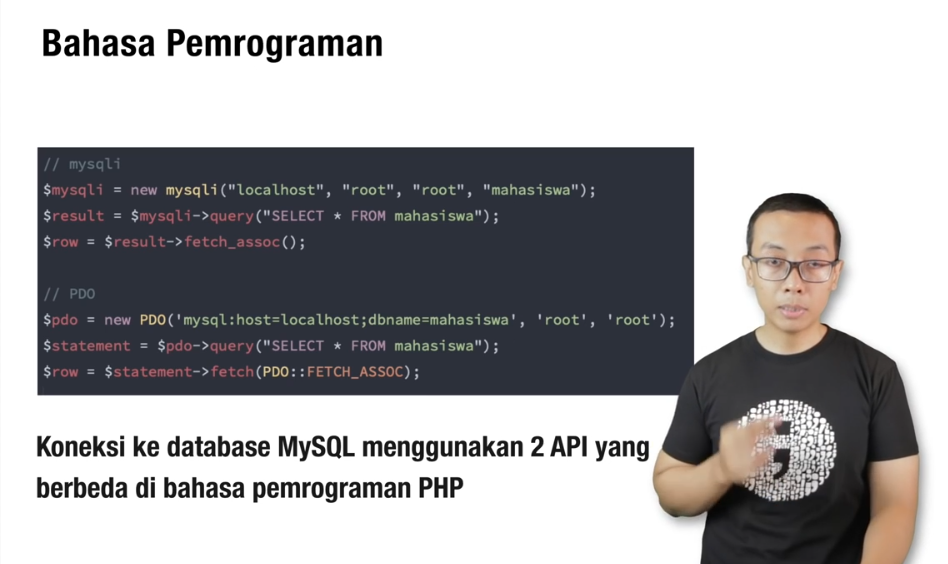 Bahasa Pemrograman
// mysqli
$mysqli = new mysqli("localhost", "root", "root", "mahasiswa");
$result = $mysqli->query("SELECT * FROM mahasiswa");
$row = $result->fetch_assoc();
// PDO
$pdo = new PDO('mysql:host=localhost;dbname=mahasiswa', 'root', 'root');
$statement = $pdo->query("SELECT * FROM mahasiswa");
$row = $statement->fetch(PDO::FETCH_ASSOC);
Koneksi ke database MySQL menggunakan 2 API yang
berbeda di bahasa pemrograman PHP